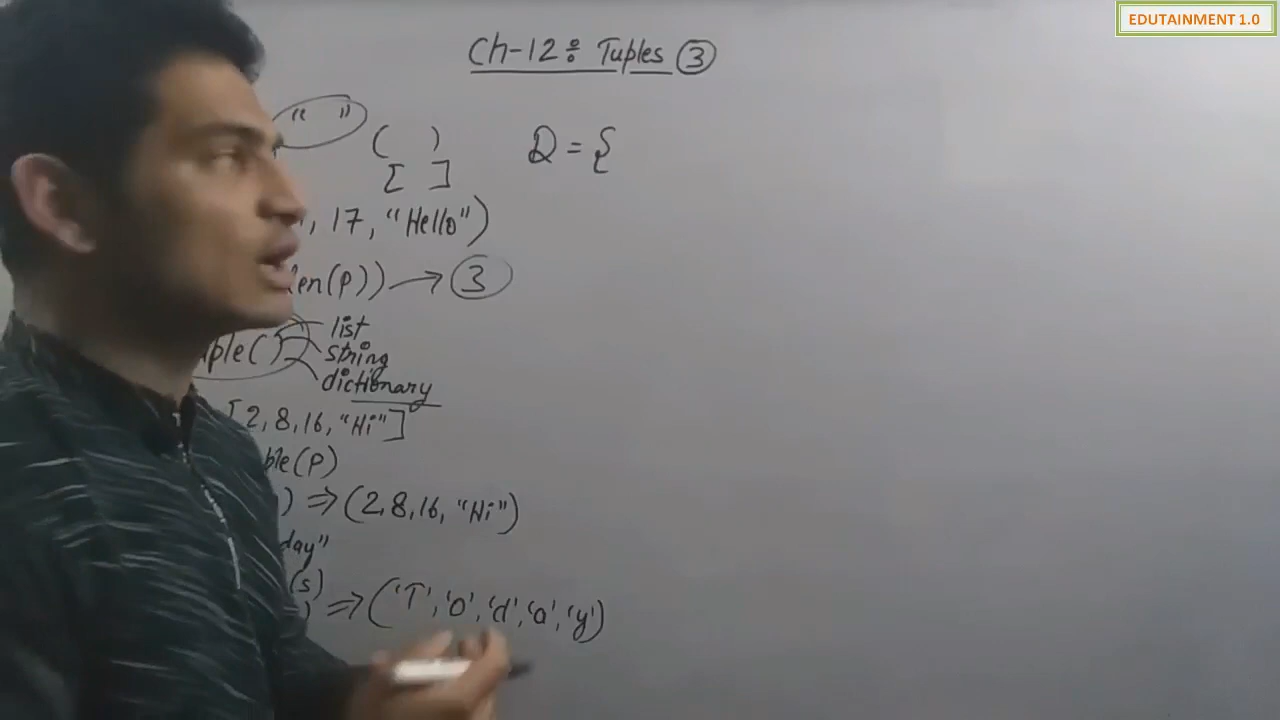 EDUTAINMENT 1.0
Ch-12: Tuples ③
“ ”
( )
[ ]
D = {
, 17, “Hello”)
len(P)) → ③
ple( )
list
string
dictionary
[2, 8, 16, “Hi”]
ple(P)
) ⇒ (2, 8, 16, “Hi”)
day”
(s)
) ⇒ (‘T’, ‘o’, ‘d’, ‘a’, ‘y’)